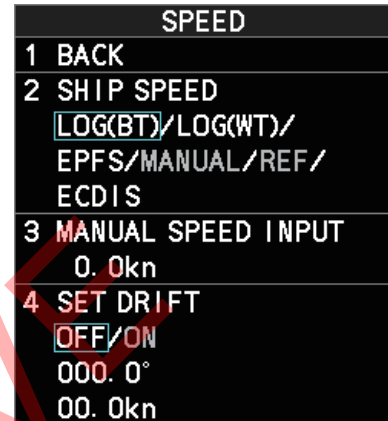 SPEED
1 BACK
2 SHIP SPEED
LOG(BT)/LOG(WT)/
EPFS/MANUAL/REF/
ECDIS
3 MANUAL SPEED INPUT
0.0kn
4 SET DRIFT
OFF/ON
000.0°
00.0kn